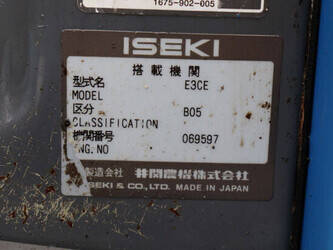 1675-902-005
ISEKI
搭載機関
型式名 E3CE
MODEL
区分 B05
CLASSIFICATION
機関番号 069597
ENG.NO
製造会社 井関農機株式会社
ISEKI & CO.,LTD. MADE IN JAPAN